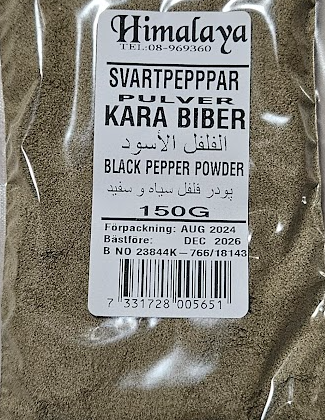 Himalaya
TEL:08-969360
SVARTPEPPPAR
PULVER
KARA BIBER
الفلفل الأسود
BLACK PEPPER POWDER
پودر فلفل سیاه و سفید
150G
Förpackning: AUG 2024
Bästföre: DEC 2026
B NO 23844K-766/18143
7 331728 005651